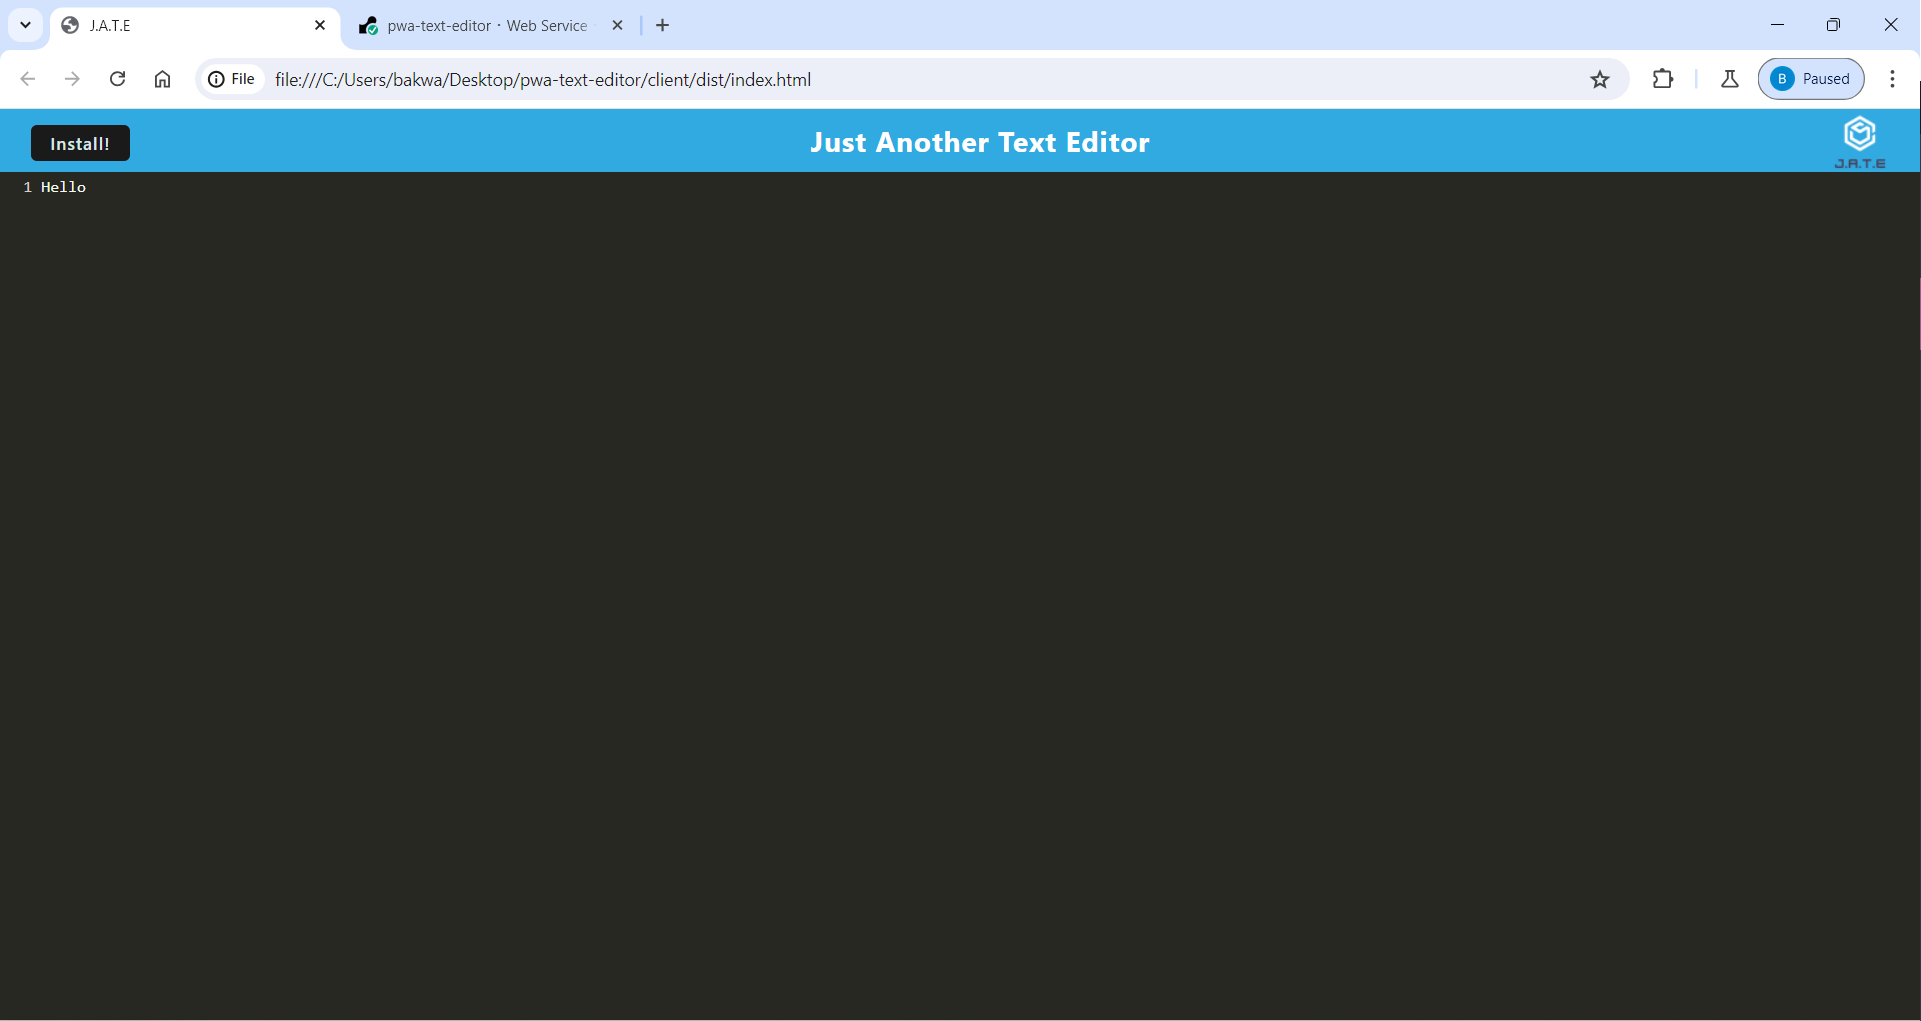 J.A.T.E
pwa-text-editor · Web Service
File
file:///C:/Users/bakwa/Desktop/pwa-text-editor/client/dist/index.html
B
Paused
Install!
Just Another Text Editor
J.A.T.E
1 Hello